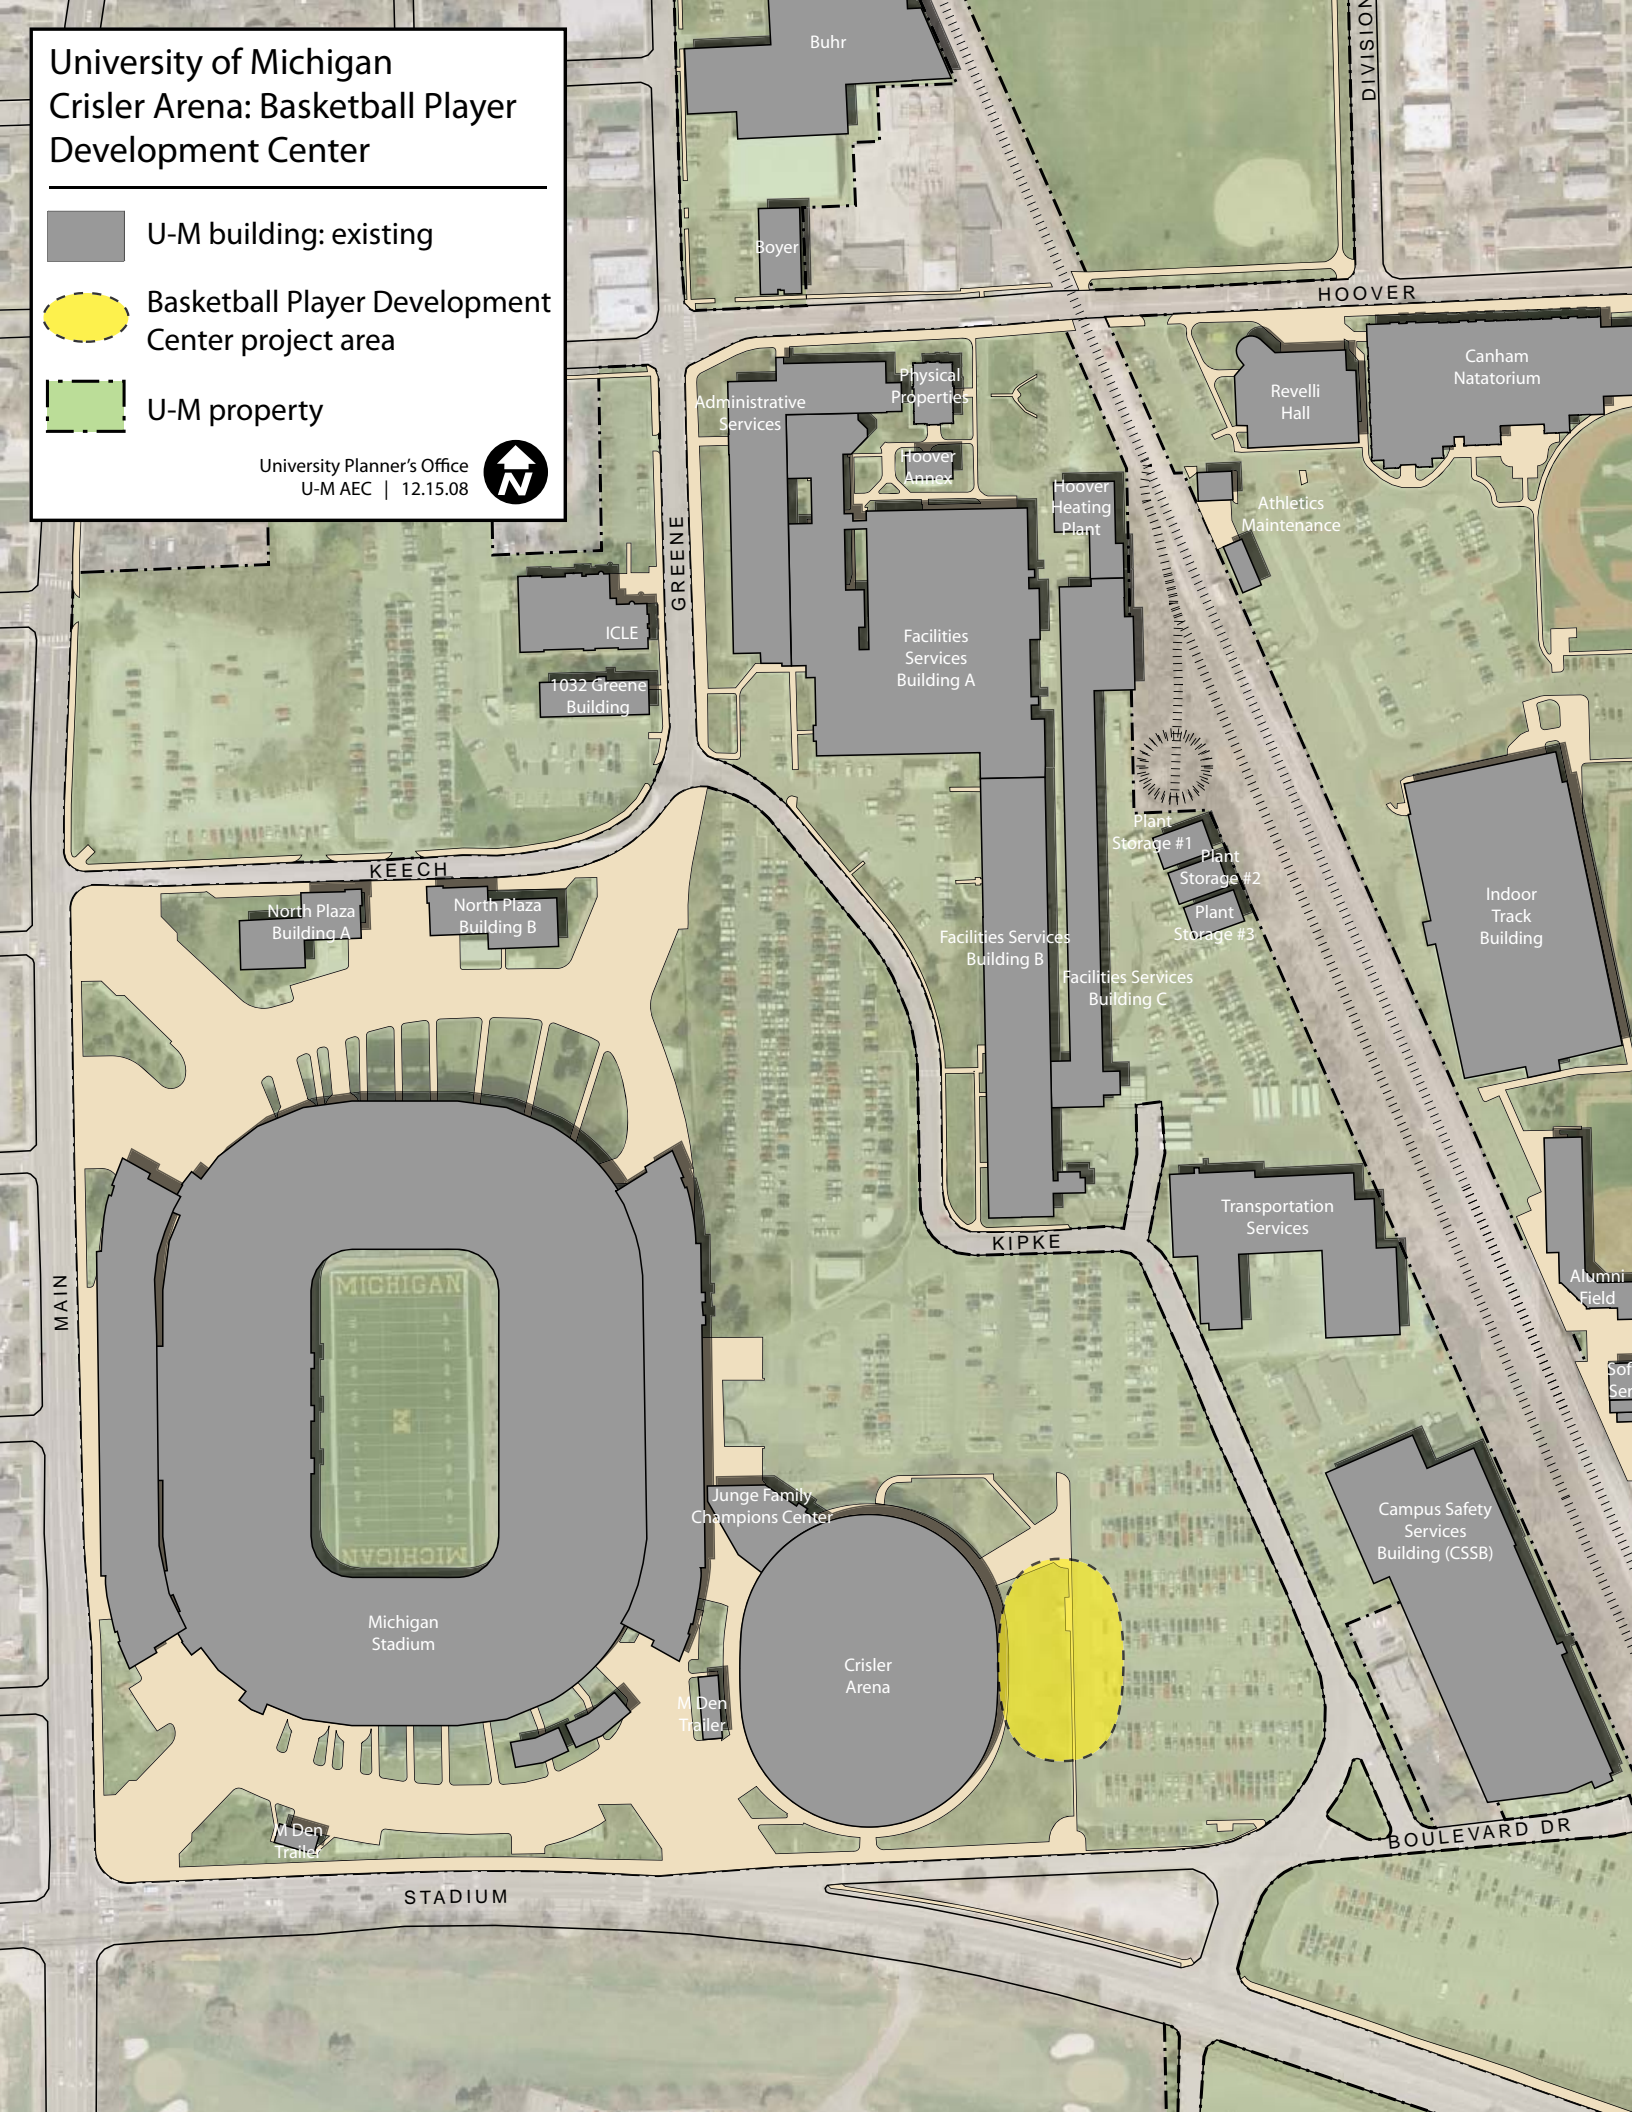 University of Michigan
Crisler Arena: Basketball Player
Development Center
U-M building: existing
Basketball Player Development
Center project area
U-M property
University Planner's Office
U-M AEC | 12.15.08
N
Buhr
DIVISION
Boyer
HOOVER
Administrative
Services
Physical
Properties
Hoover
Annex
Hoover
Heating
Plant
Revelli
Hall
Canham
Natatorium
Athletics
Maintenance
GREENE
ICLE
1032 Greene
Building
Facilities
Services
Building A
Plant
Storage #1
Plant
Storage #2
Plant
Storage #3
Indoor
Track
Building
KEECH
North Plaza
Building A
North Plaza
Building B
Facilities Services
Building B
Facilities Services
Building C
Transportation
Services
KIPKE
Alumni
Field
Sof
Ser
MAIN
MICHIGAN
M
MICHIGAN
Michigan
Stadium
Junge Family
Champions Center
Campus Safety
Services
Building (CSSB)
Crisler
Arena
M Den
Trailer
M Den
Trailer
BOULEVARD DR
STADIUM